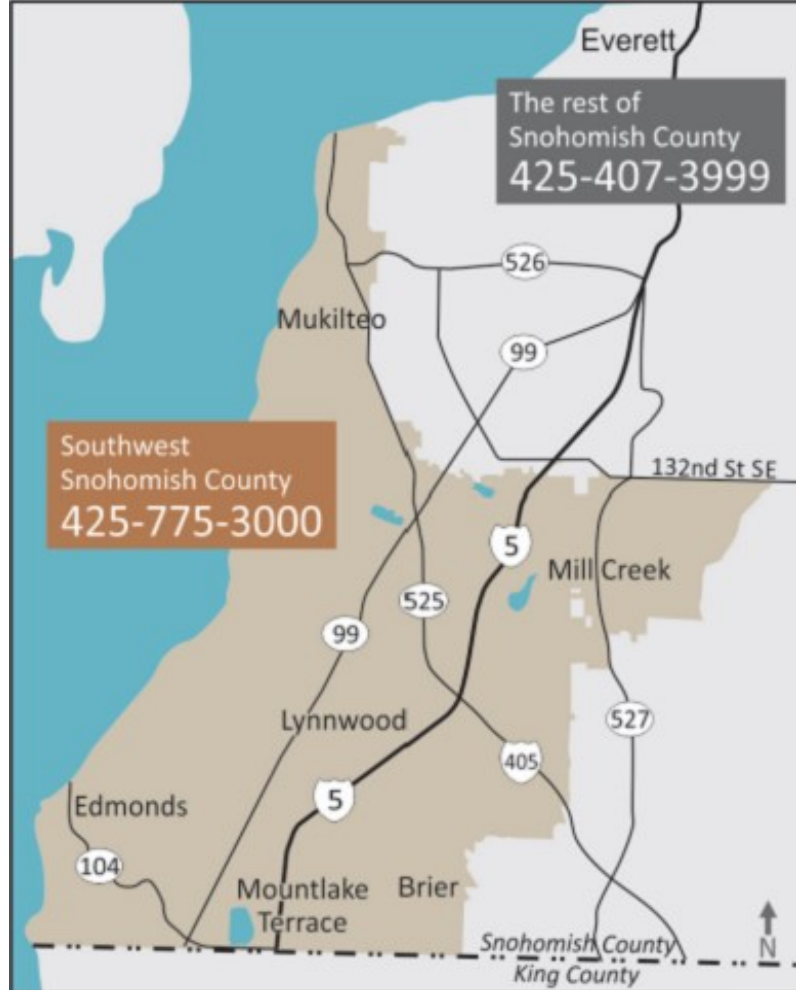 Everett
The rest of
Snohomish County
425-407-3999
526
Mukilteo
99
Southwest
Snohomish County
425-775-3000
132nd St SE
5
Mill Creek
525
99
Lynnwood
527
405
5
Edmonds
104
Mountlake
Terrace
Brier
Snohomish County
King County
N